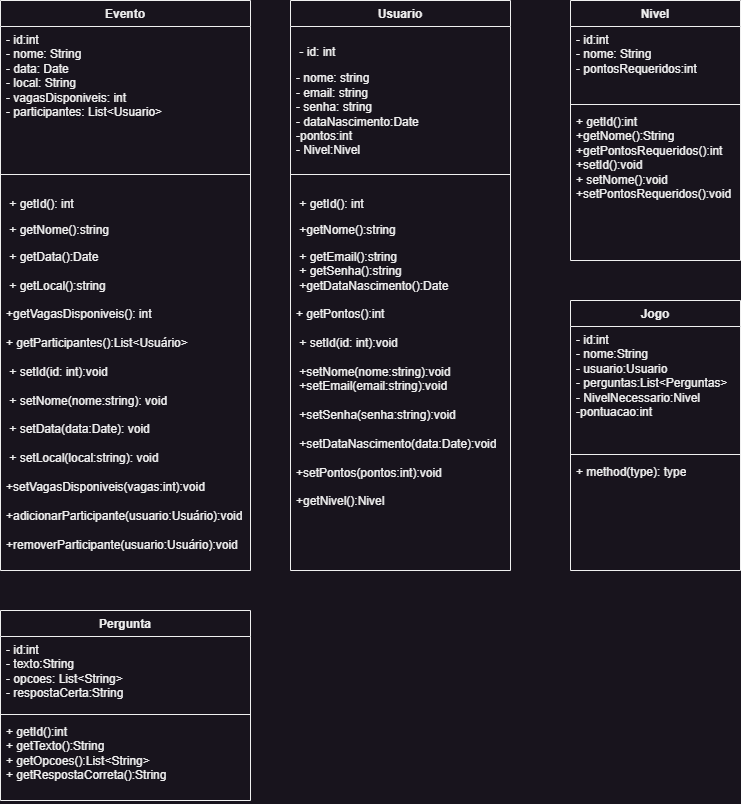 Evento
- id:int
- nome: String
- data: Date
- local: String
- vagasDisponiveis: int
- participantes: List<Usuario>
+ getId(): int
+ getNome():string
+ getData():Date
+ getLocal():string
+getVagasDisponiveis(): int
+ getParticipantes():List<Usuário>
+ setId(id: int):void
+ setNome(nome:string): void
+ setData(data:Date): void
+ setLocal(local:string): void
+setVagasDisponiveis(vagas:int):void
+adicionarParticipante(usuario:Usuário):void
+removerParticipante(usuario:Usuário):void
Usuario
- id: int
- nome: string
- email: string
- senha: string
- dataNascimento:Date
-pontos:int
- Nivel:Nivel
+ getId(): int
+getNome():string
+ getEmail():string
+ getSenha():string
+getDataNascimento():Date
+ getPontos():int
+ setId(id: int):void
+setNome(nome:string):void
+setEmail(email:string):void
+setSenha(senha:string):void
+setDataNascimento(data:Date):void
+setPontos(pontos:int):void
+getNivel():Nivel
Nivel
- id:int
- nome: String
- pontosRequeridos:int
+ getId():int
+getNome():String
+getPontosRequeridos():int
+setId():void
+ setNome():void
+setPontosRequeridos():void
Jogo
- id:int
- nome:String
- usuario:Usuario
- perguntas:List<Perguntas>
- NivelNecessario:Nivel
-pontuacao:int
+ method(type): type
Pergunta
- id:int
- texto:String
- opcoes: List<String>
- respostaCerta:String
+ getId():int
+ getTexto():String
+ getOpcoes():List<String>
+ getRespostaCorreta():String